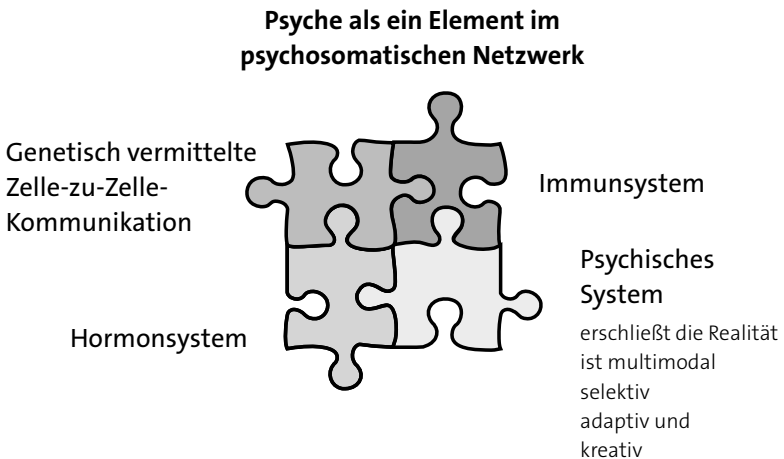 Psyche als ein Element im
psychosomatischen Netzwerk
Genetisch vermittelte
Zelle-zu-Zelle-
Kommunikation
Immunsystem
Hormonsystem
Psychisches
System
erschließt die Realität
ist multimodal
selektiv
adaptiv und
kreativ